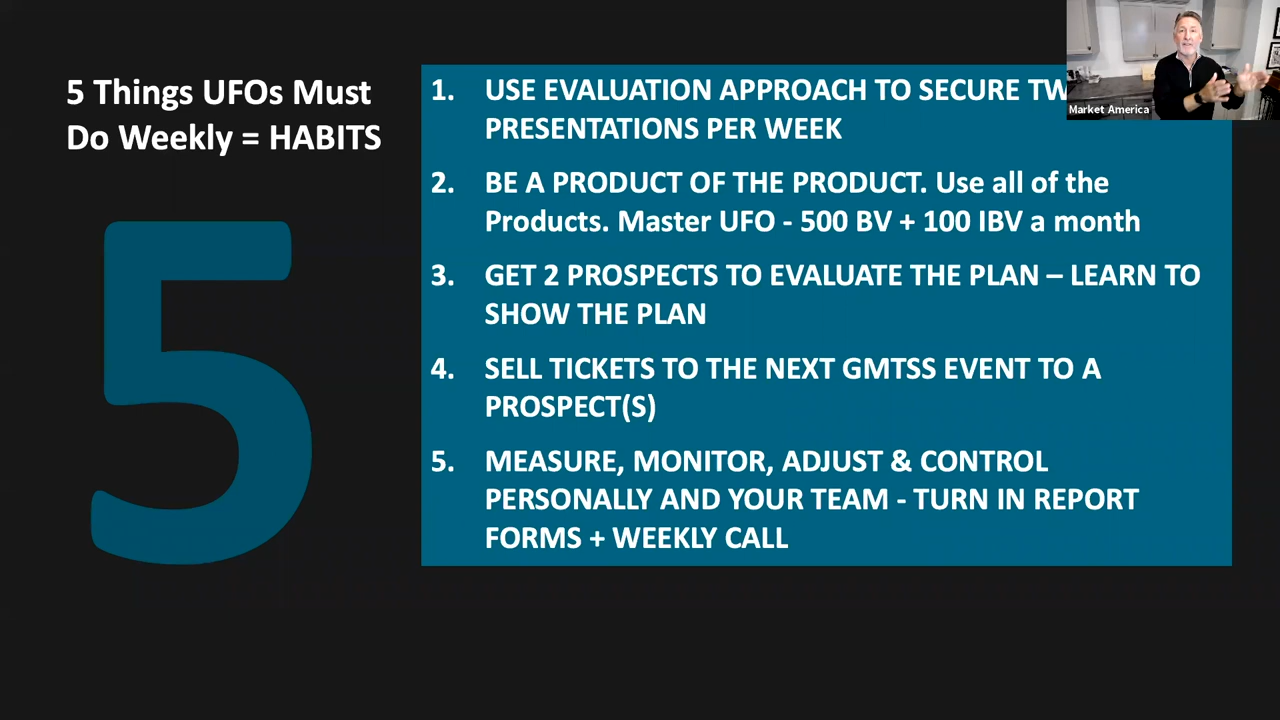 5 Things UFOs Must
Do Weekly = HABITS
5
1. USE EVALUATION APPROACH TO SECURE
PRESENTATIONS PER WEEK
2. BE A PRODUCT OF THE PRODUCT. Use all of the
Products. Master UFO - 500 BV + 100 IBV a month
3. GET 2 PROSPECTS TO EVALUATE THE PLAN – LEARN TO
SHOW THE PLAN
4. SELL TICKETS TO THE NEXT GMTSS EVENT TO A
PROSPECT(S)
5. MEASURE, MONITOR, ADJUST & CONTROL
PERSONALLY AND YOUR TEAM - TURN IN REPORT
FORMS + WEEKLY CALL
Market America